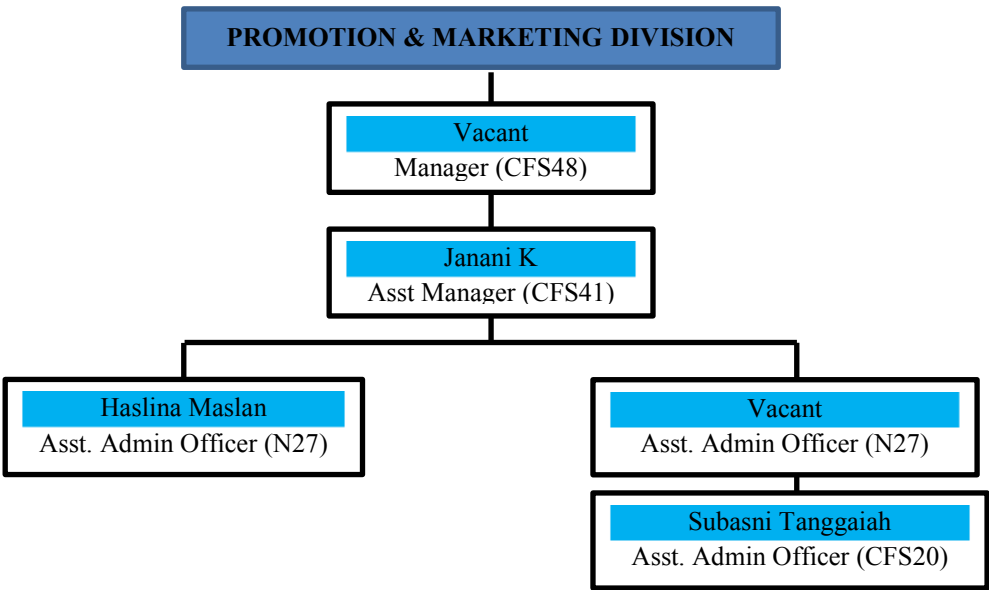 PROMOTION & MARKETING DIVISION
Vacant
Manager (CFS48)
Janani K
Asst Manager (CFS41)
Haslina Maslan
Asst. Admin Officer (N27)
Vacant
Asst. Admin Officer (N27)
Subasni Tanggaiah
Asst. Admin Officer (CFS20)